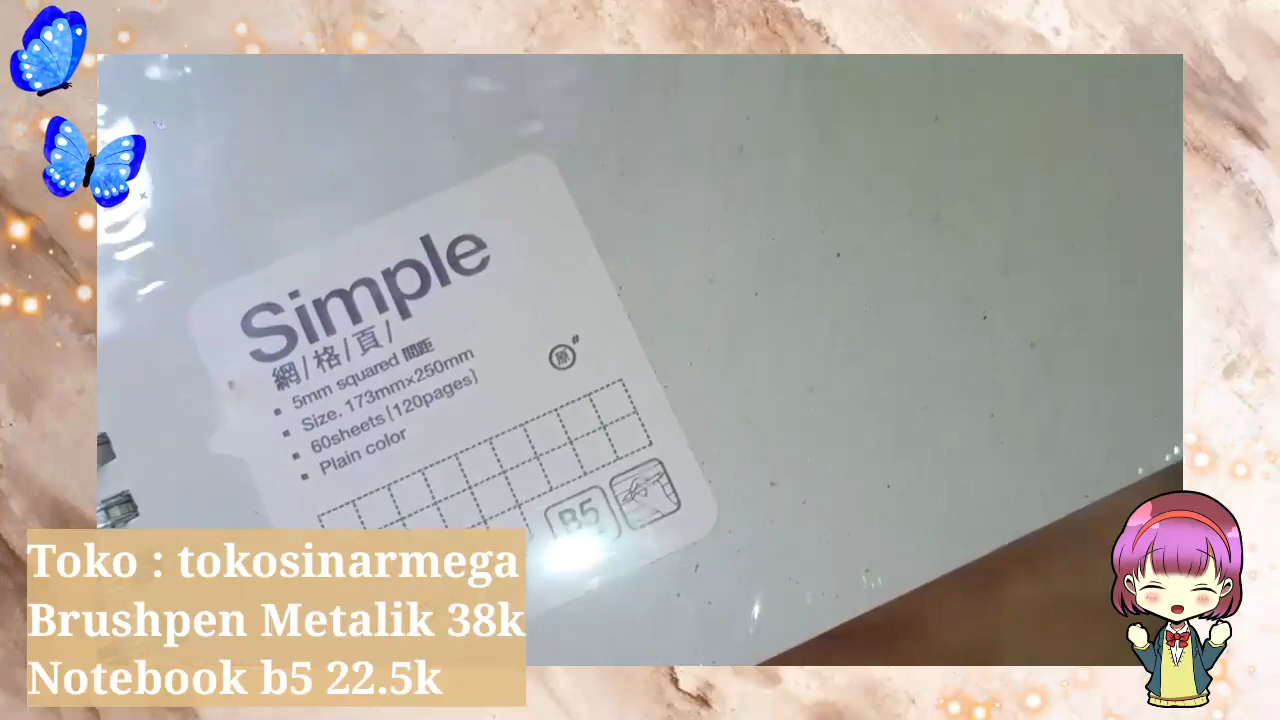 Simple
網/格/頁/
5mm squared 間距
Size. 173mm×250mm
60sheets (120pages)
Plain color
原
B5
Toko : tokosinarmega
Brushpen Metalik 38k
Notebook b5 22.5k